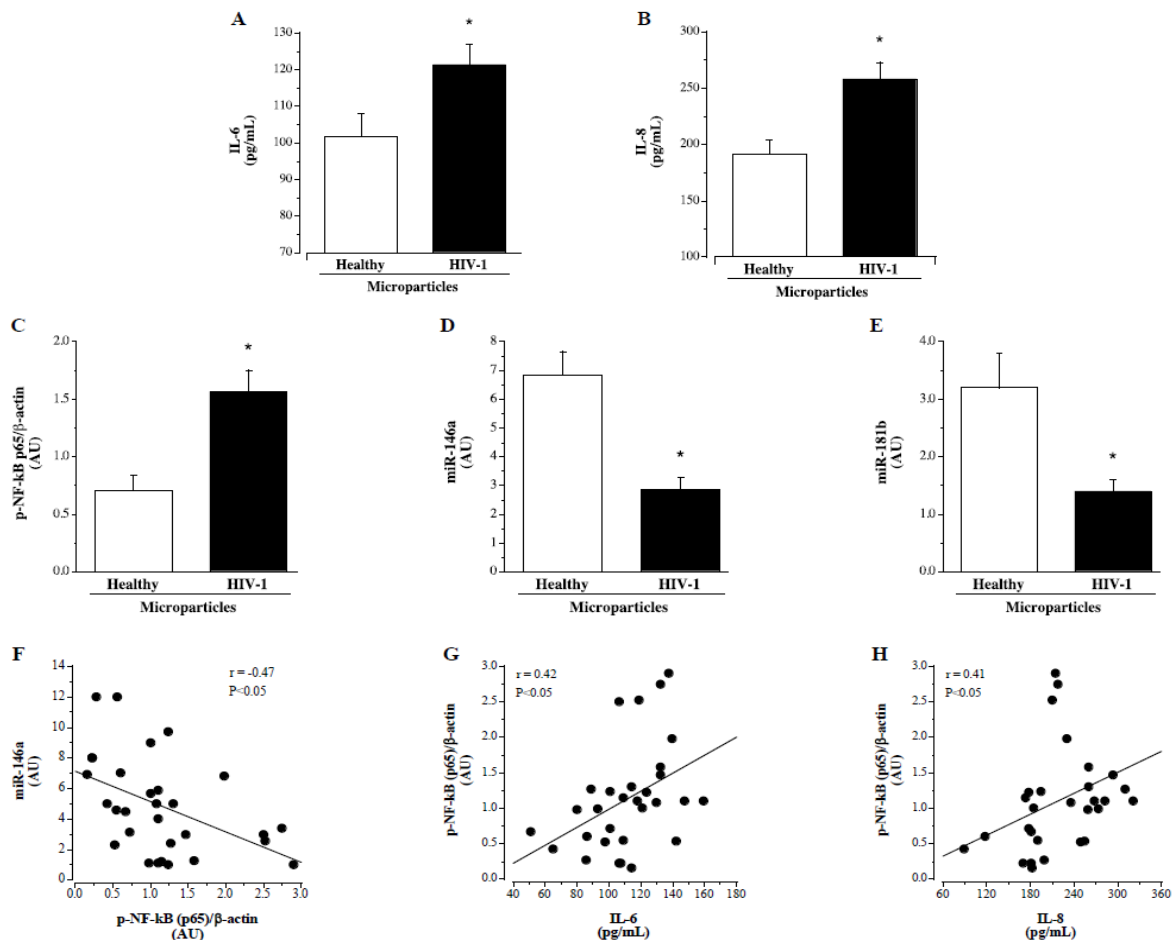 A
IL-6
(pg/mL)
130
120
110
100
90
80
70
*
Healthy
HIV-1
Microparticles
B
IL-8
(pg/mL)
300
250
200
150
100
*
Healthy
HIV-1
Microparticles
C
p-NF-kB p65/β-actin
(AU)
2.0
1.5
1.0
0.5
0.0
*
Healthy
HIV-1
Microparticles
D
miR-146a
(AU)
8
7
6
5
4
3
2
1
0
*
Healthy
HIV-1
Microparticles
E
miR-181b
(AU)
4.0
3.0
2.0
1.0
0.0
*
Healthy
HIV-1
Microparticles
F
miR-146a
(AU)
14
12
10
8
6
4
2
0
r = -0.47
P<0.05
0.0 0.5 1.0 1.5 2.0 2.5 3.0
p-NF-kB (p65)/β-actin
(AU)
G
p-NF-kB (p65)/β-actin
(AU)
3.0
2.5
2.0
1.5
1.0
0.5
0.0
r = 0.42
P<0.05
40 60 80 100 120 140 160 180
IL-6
(pg/mL)
H
p-NF-kB (p65)/β-actin
(AU)
3.0
2.5
2.0
1.5
1.0
0.5
0.0
r = 0.41
P<0.05
60 120 180 240 300 360
IL-8
(pg/mL)